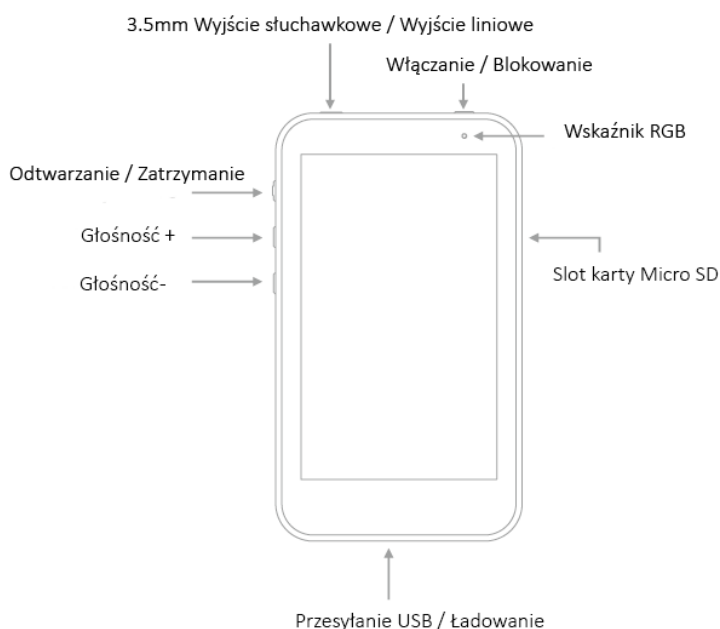 3.5mm Wyjście słuchawkowe / Wyjście liniowe
Włączanie / Blokowanie
Wskaźnik RGB
Odtwarzanie / Zatrzymanie
Głośność +
Głośność-
Slot karty Micro SD
Przesyłanie USB / Ładowanie